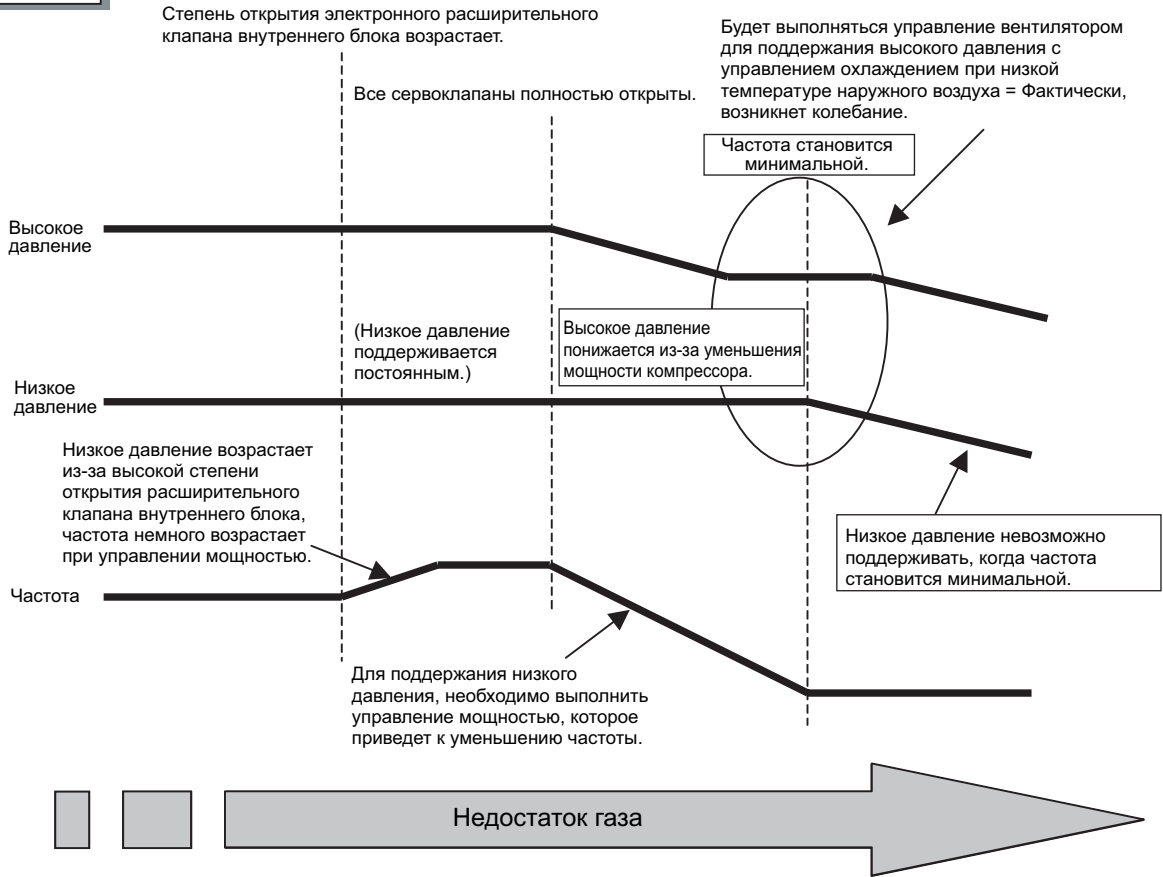 Степень открытия электронного расширительного
клапана внутреннего блока возрастает.
Будет выполняться управление вентилятором
для поддержания высокого давления с
управлением охлаждением при низкой
температуре наружного воздуха = Фактически,
возникнет колебание.
Все сервоклапаны полностью открыты.
Частота становится
минимальной.
Высокое
давление
(Низкое давление
поддерживается
постоянным.)
Высокое давление
понижается из-за уменьшения
мощности компрессора.
Низкое
давление
Низкое давление возрастает
из-за высокой степени
открытия расширительного
клапана внутреннего блока,
частота немного возрастает
при управлении мощностью.
Низкое давление невозможно
поддерживать, когда частота
становится минимальной.
Частота
Для поддержания низкого
давления, необходимо выполнить
управление мощностью, которое
приведет к уменьшению частоты.
Недостаток газа